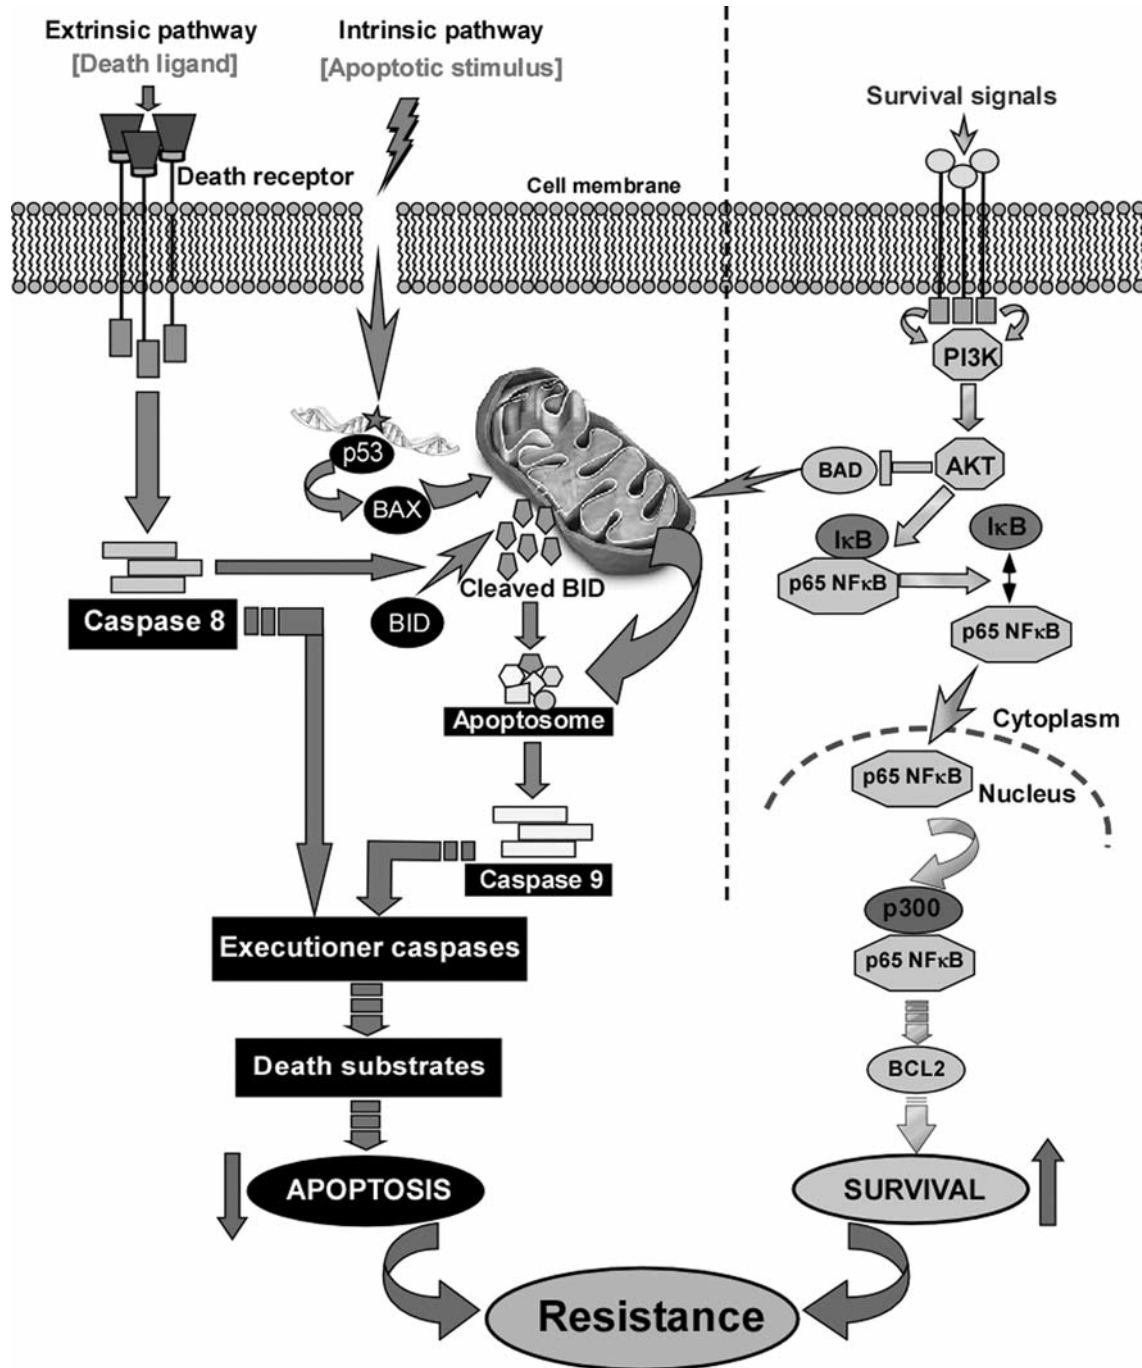 Extrinsic pathway
[Death ligand]
Intrinsic pathway
[Apoptotic stimulus]
Survival signals
Death receptor
Cell membrane
PI3K
p53
BAX
BAD
AKT
IκB
IκB
p65 NFκB
Cleaved BID
BID
Caspase 8
p65 NFκB
Apoptosome
Cytoplasm
p65 NFκB
Nucleus
Caspase 9
p300
p65 NFκB
Executioner caspases
Death substrates
BCL2
APOPTOSIS
SURVIVAL
Resistance